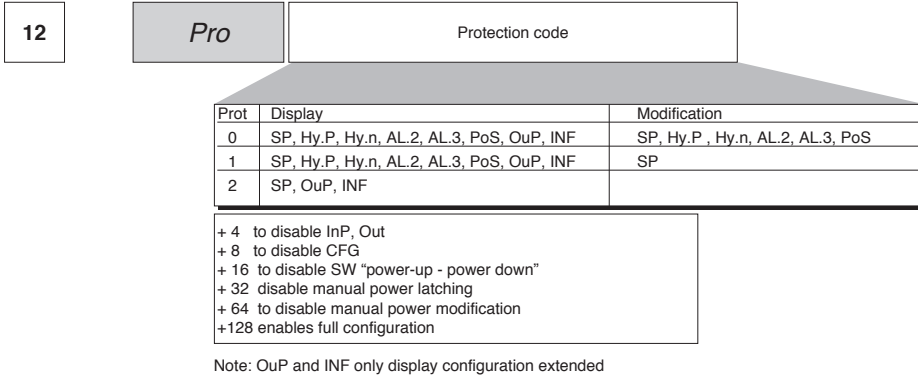 12 Pro Protection code
Prot Display Modification
0 SP, Hy.P, Hy.n, AL.2, AL.3, PoS, OuP, INF SP, Hy.P , Hy.n, AL.2, AL.3, PoS
1 SP, Hy.P, Hy.n, AL.2, AL.3, PoS, OuP, INF SP
2 SP, OuP, INF
+ 4 to disable InP, Out
+ 8 to disable CFG
+ 16 to disable SW “power-up - power down”
+ 32 disable manual power latching
+ 64 to disable manual power modification
+128 enables full configuration
Note: OuP and INF only display configuration extended